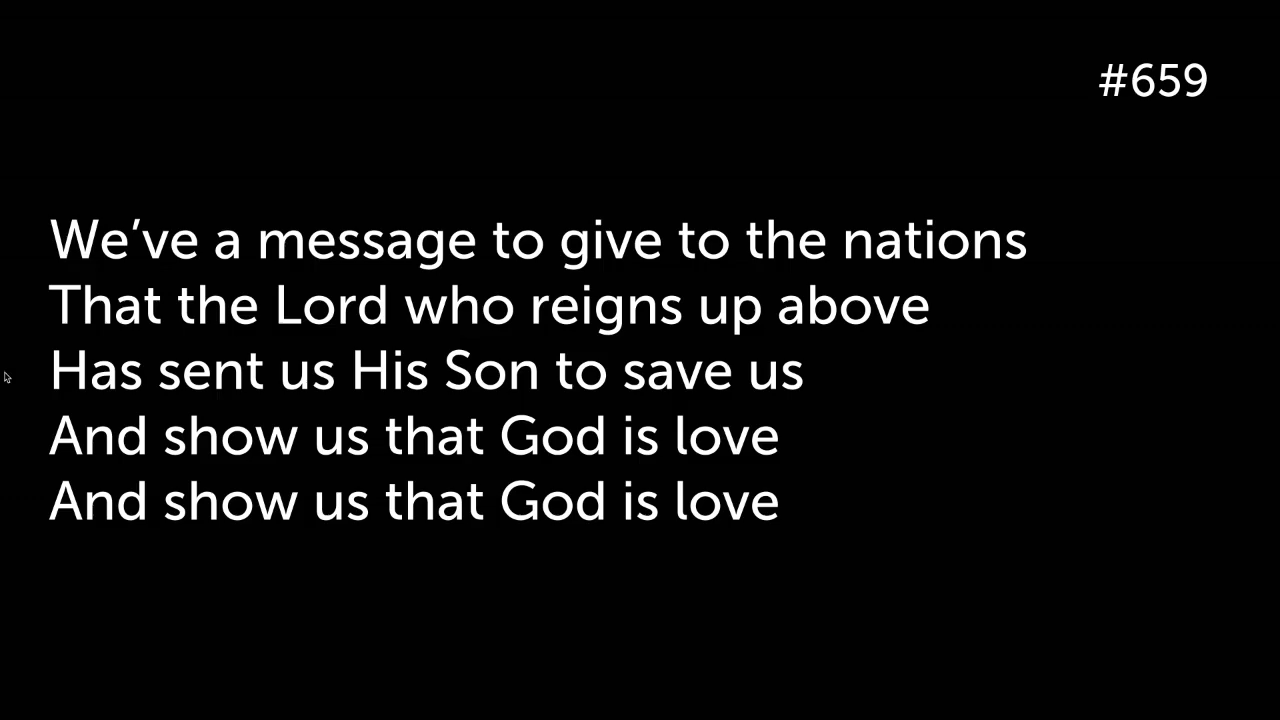 #659
We’ve a message to give to the nations
That the Lord who reigns up above
Has sent us His Son to save us
And show us that God is love
And show us that God is love